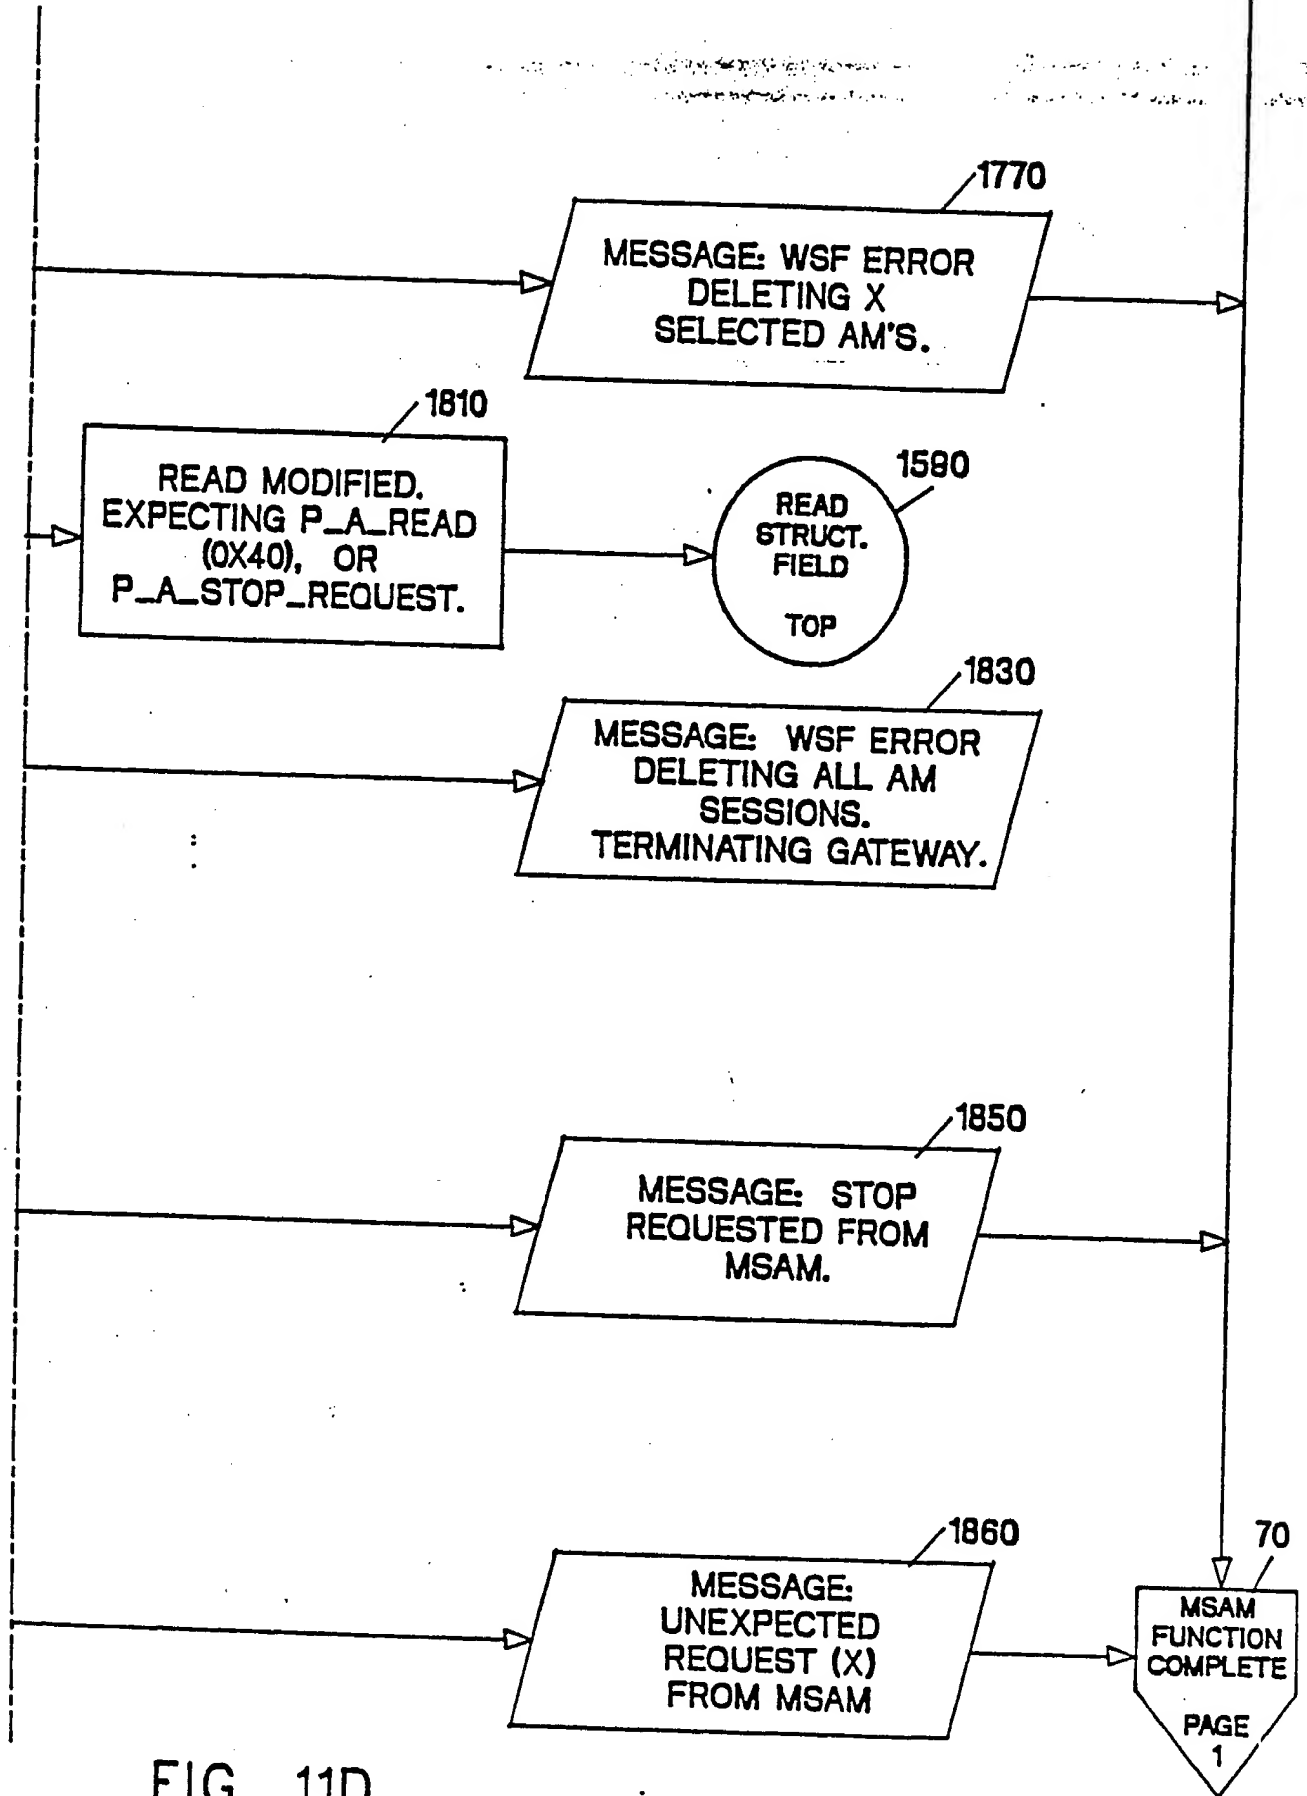 1770
MESSAGE: WSF ERROR
DELETING X
SELECTED AM'S.
1810
READ MODIFIED.
EXPECTING P_A_READ
(0X40), OR
P_A_STOP_REQUEST.
1590
READ
STRUCT.
FIELD
TOP
1830
MESSAGE: WSF ERROR
DELETING ALL AM
SESSIONS.
TERMINATING GATEWAY.
1850
MESSAGE: STOP
REQUESTED FROM
MSAM.
1860
MESSAGE:
UNEXPECTED
REQUEST (X)
FROM MSAM
70
MSAM
FUNCTION
COMPLETE
PAGE
1
FIG. 11D